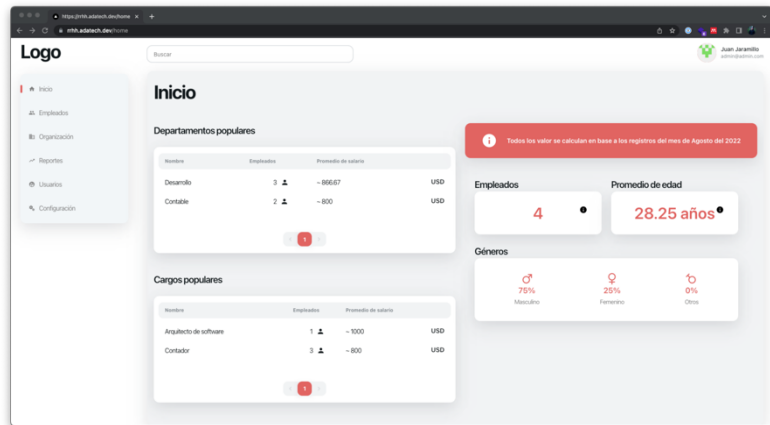 https://rrhh.adatech.dev/home
rrhh.adatech.dev/home
Logo
Buscar
Juan Jaramillo
admin@admin.com
Inicio
Empleados
Organización
Reportes
Usuarios
Configuración
Inicio
Departamentos populares
Nombre Empleados Promedio de salario
Desarrollo 3 ~ 866.67 USD
Contable 2 ~ 800 USD
1
Cargos populares
Nombre Empleados Promedio de salario
Arquitecto de software 1 ~ 1000 USD
Contador 3 ~ 800 USD
1
Todos los valor se calculan en base a los registros del mes de Agosto del 2022
Empleados
4
Promedio de edad
28.25 años
Géneros
75% 25% 0%
Masculino Femenino Otros